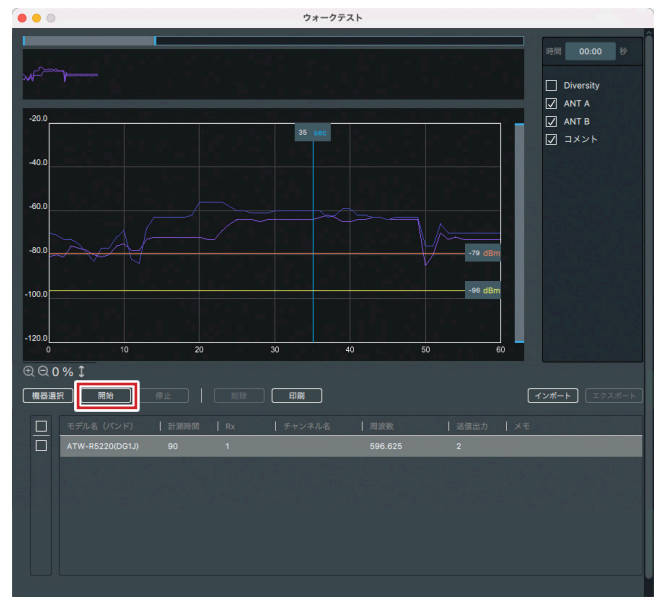 ウォークテスト
時間 00:00 秒
Diversity
ANT A
ANT B
コメント
-20.0
35 sec
-40.0
-60.0
-80.0
-79 dBm
-100.0
-96 dBm
-120.0
0 10 20 30 40 50 60
0 %
機器選択 開始 停止 削除 印刷 インポート エクスポート
モデル名（バンド） 計測時間 Rx チャンネル名 周波数 送信出力 メモ
ATW-R5220(DG1J) 90 1 596.625 2